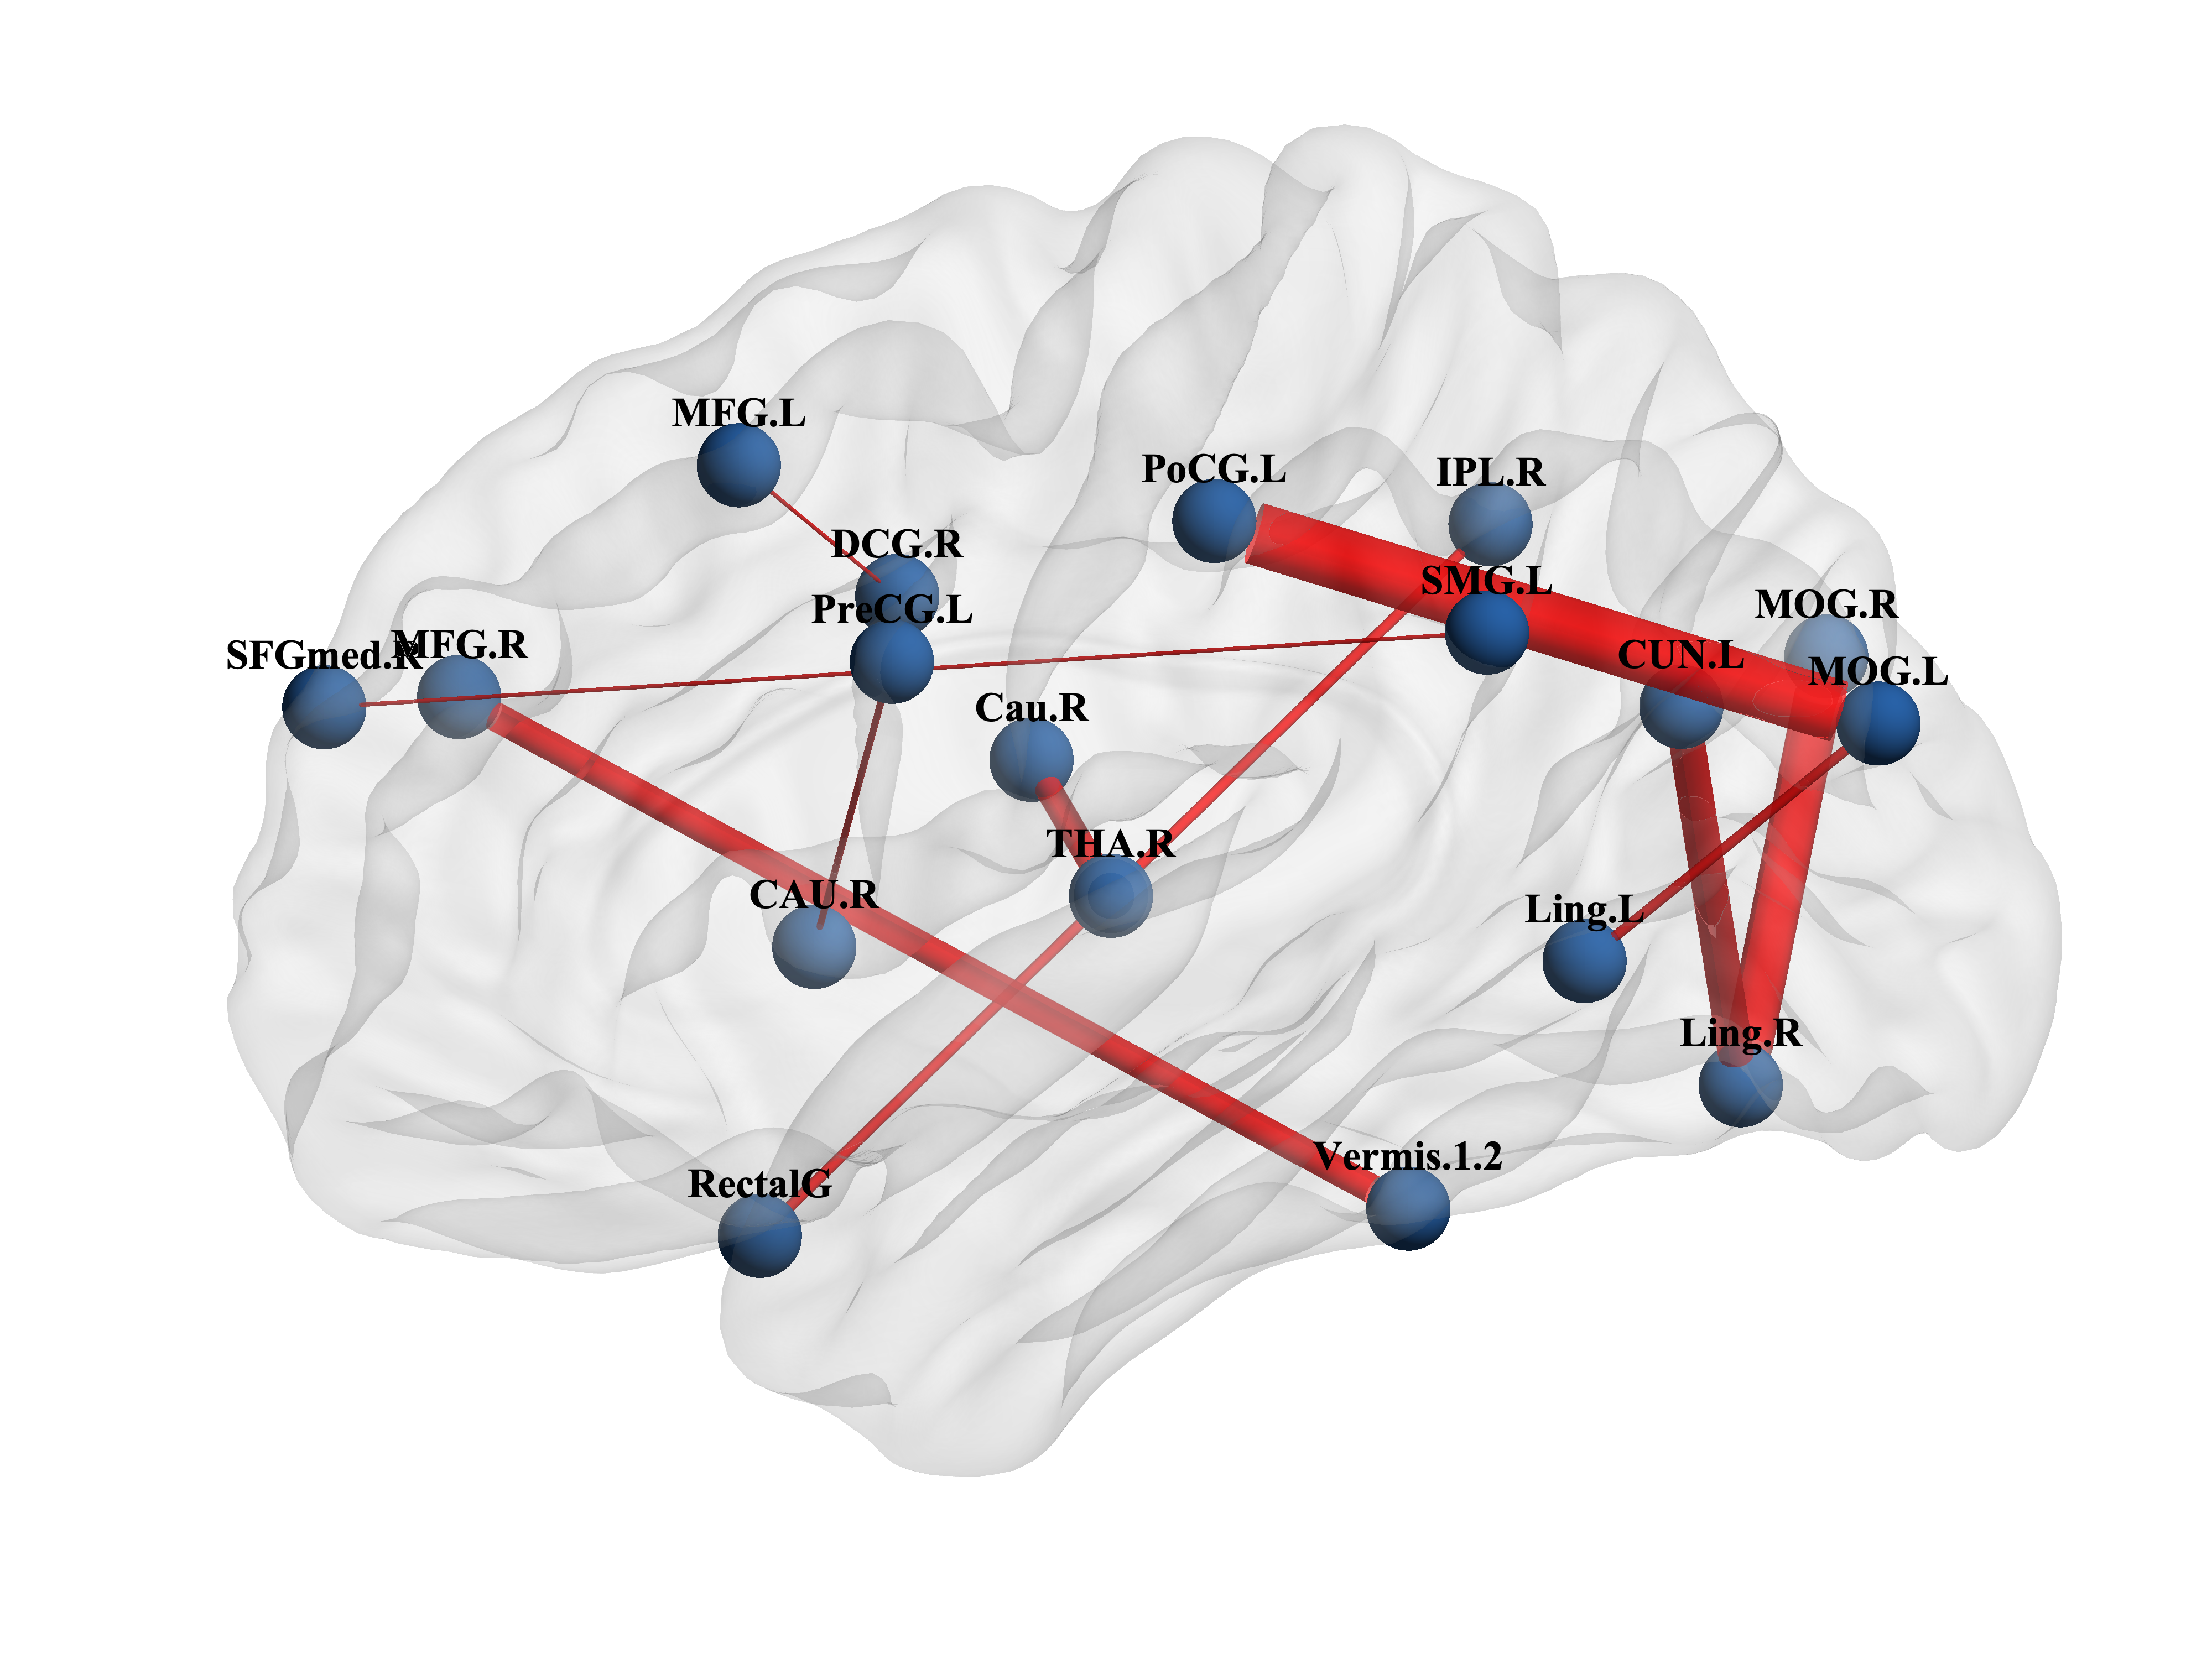 MFG.L
PoCG.L
IPL.R
DCG.R
SMG.L
PreCG.L
MOG.R
SFGmed.R
MFG.R
CUN.L
MOG.L
Cau.R
THA.R
CAU.R
Ling.L
Ling.R
Vermis.1.2
RectalG